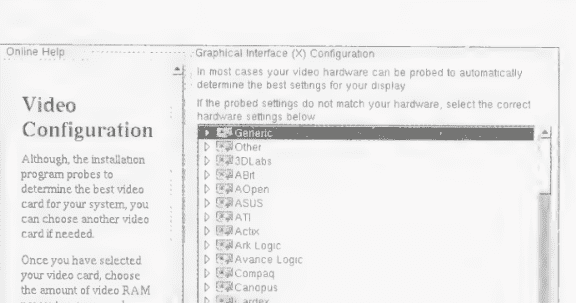 Online Help
Video
Configuration
Although, the installation
program probes to
determine the best video
card for your system, you
can choose another video
card if needed.
Once you have selected
your video card, choose
the amount of video RAM
Graphical Interface (X) Configuration
In most cases your video hardware can be probed to automatically
determine the best settings for your display
If the probed settings do not match your hardware, select the correct
hardware settings below
Generic
Other
3DLabs
ABit
AOpen
ASUS
ATI
Actix
Ark Logic
Avance Logic
Compaq
Canopus